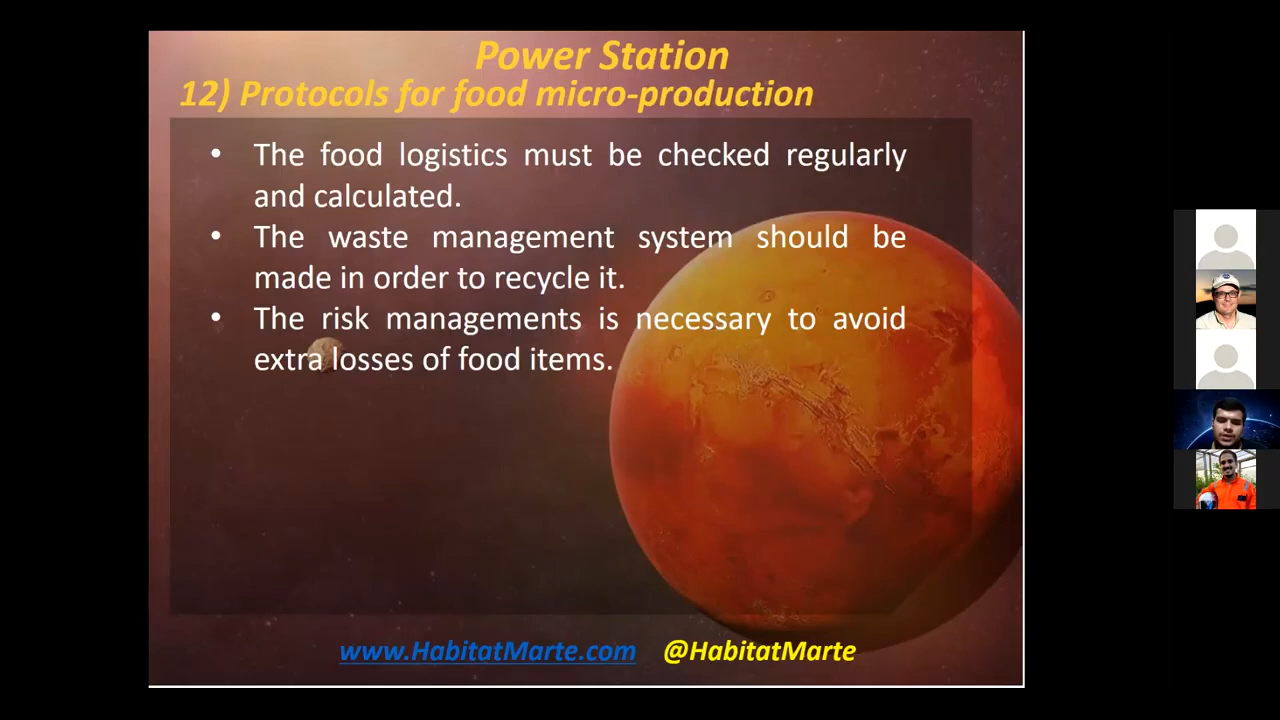 Power Station
12) Protocols for food micro-production
• The food logistics must be checked regularly
and calculated.
• The waste management system should be
made in order to recycle it.
• The risk managements is necessary to avoid
extra losses of food items.
www.HabitatMarte.com @HabitatMarte